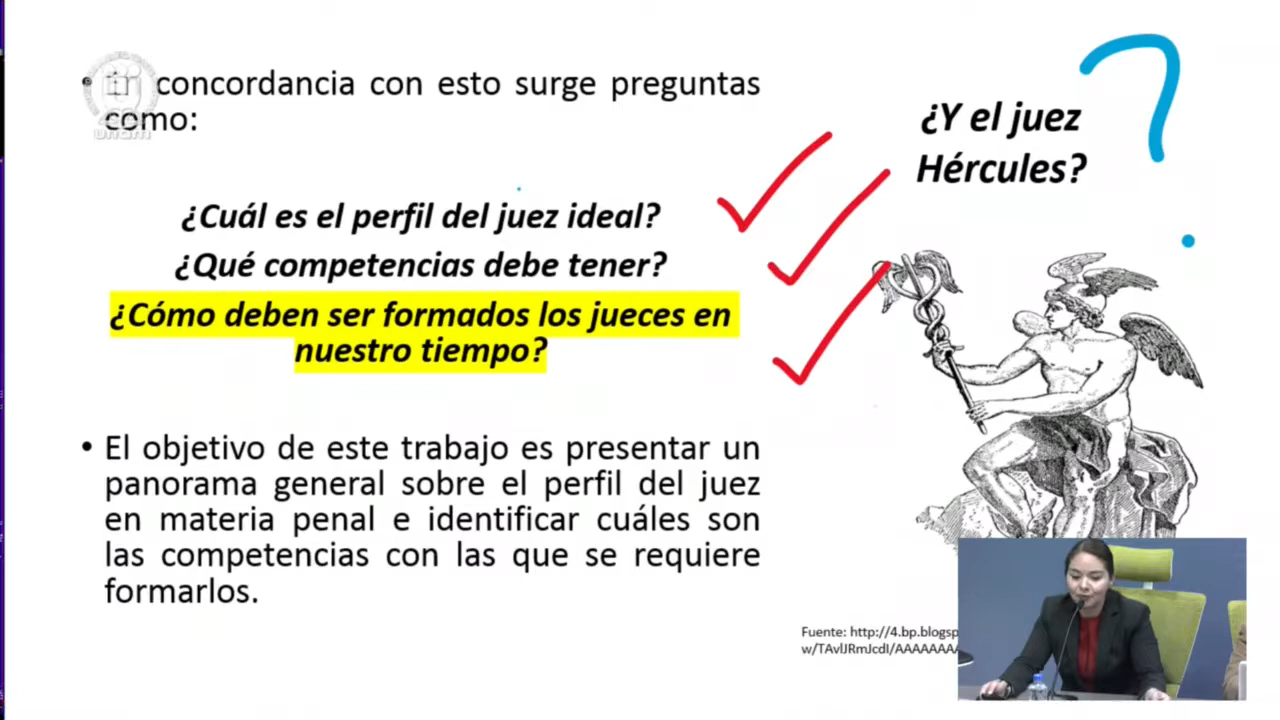 • En concordancia con esto surge preguntas
como:
¿Cuál es el perfil del juez ideal?
¿Qué competencias debe tener?
¿Cómo deben ser formados los jueces en
nuestro tiempo?
• El objetivo de este trabajo es presentar un
panorama general sobre el perfil del juez
en materia penal e identificar cuáles son
las competencias con las que se requiere
formarlos.
¿Y el juez
Hércules?
?
Fuente: http://4.bp.blogsp
w/TAvlJRmJcdI/AAAAAAAA
unam